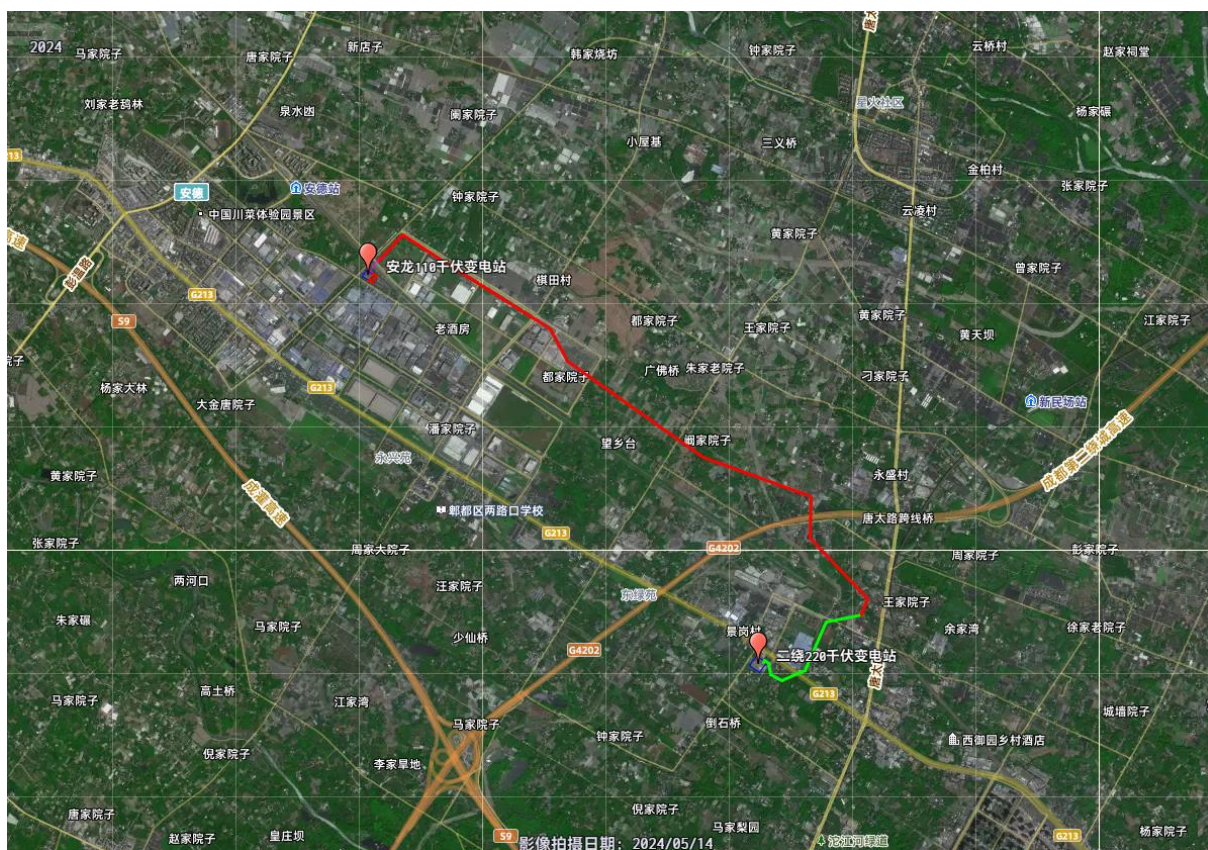 2024
马家院子
唐家院子
新店子
韩家烧坊
钟家院子
云桥村
赵家祠堂
刘家老鸹林
泉水凼
阑家院子
星火社区
杨家碾
小屋基
三义桥
金柏村
张家院子
安德
安德站
中国川菜体验园景区
钟家院子
云凌村
黄家院子
安龙110千伏变电站
棋田村
曾家院子
G213
S9
老酒房
都家院子
王家院子
黄家院子
黄天坝
江家院子
杨家大林
G213
都家院子
广佛桥
朱家老院子
刁家院子
新民场站
大金唐院子
潘家院子
望乡台
成都第二绕城高速
黄家院子
永兴苑
永盛村
成灌高速
郫都区两路口学校
G213
唐太路跨线桥
张家院子
周家大院子
G4202
周家院子
彭家院子
两河口
汪家院子
东绿苑
王家院子
朱家碾
马家院子
少仙桥
景岗村
余家湾
徐家老院子
G4202
二绕220千伏变电站
高土桥
马家院子
江家湾
G213
马家院子
倒石桥
城墙院子
倪家院子
李家旱地
钟家院子
西御园乡村酒店
唐家院子
倪家院子
赵家院子
皇庄坝
S9
影像拍摄日期: 2024/05/14
马家梨园
沱江河绿道
G213
杨家院子